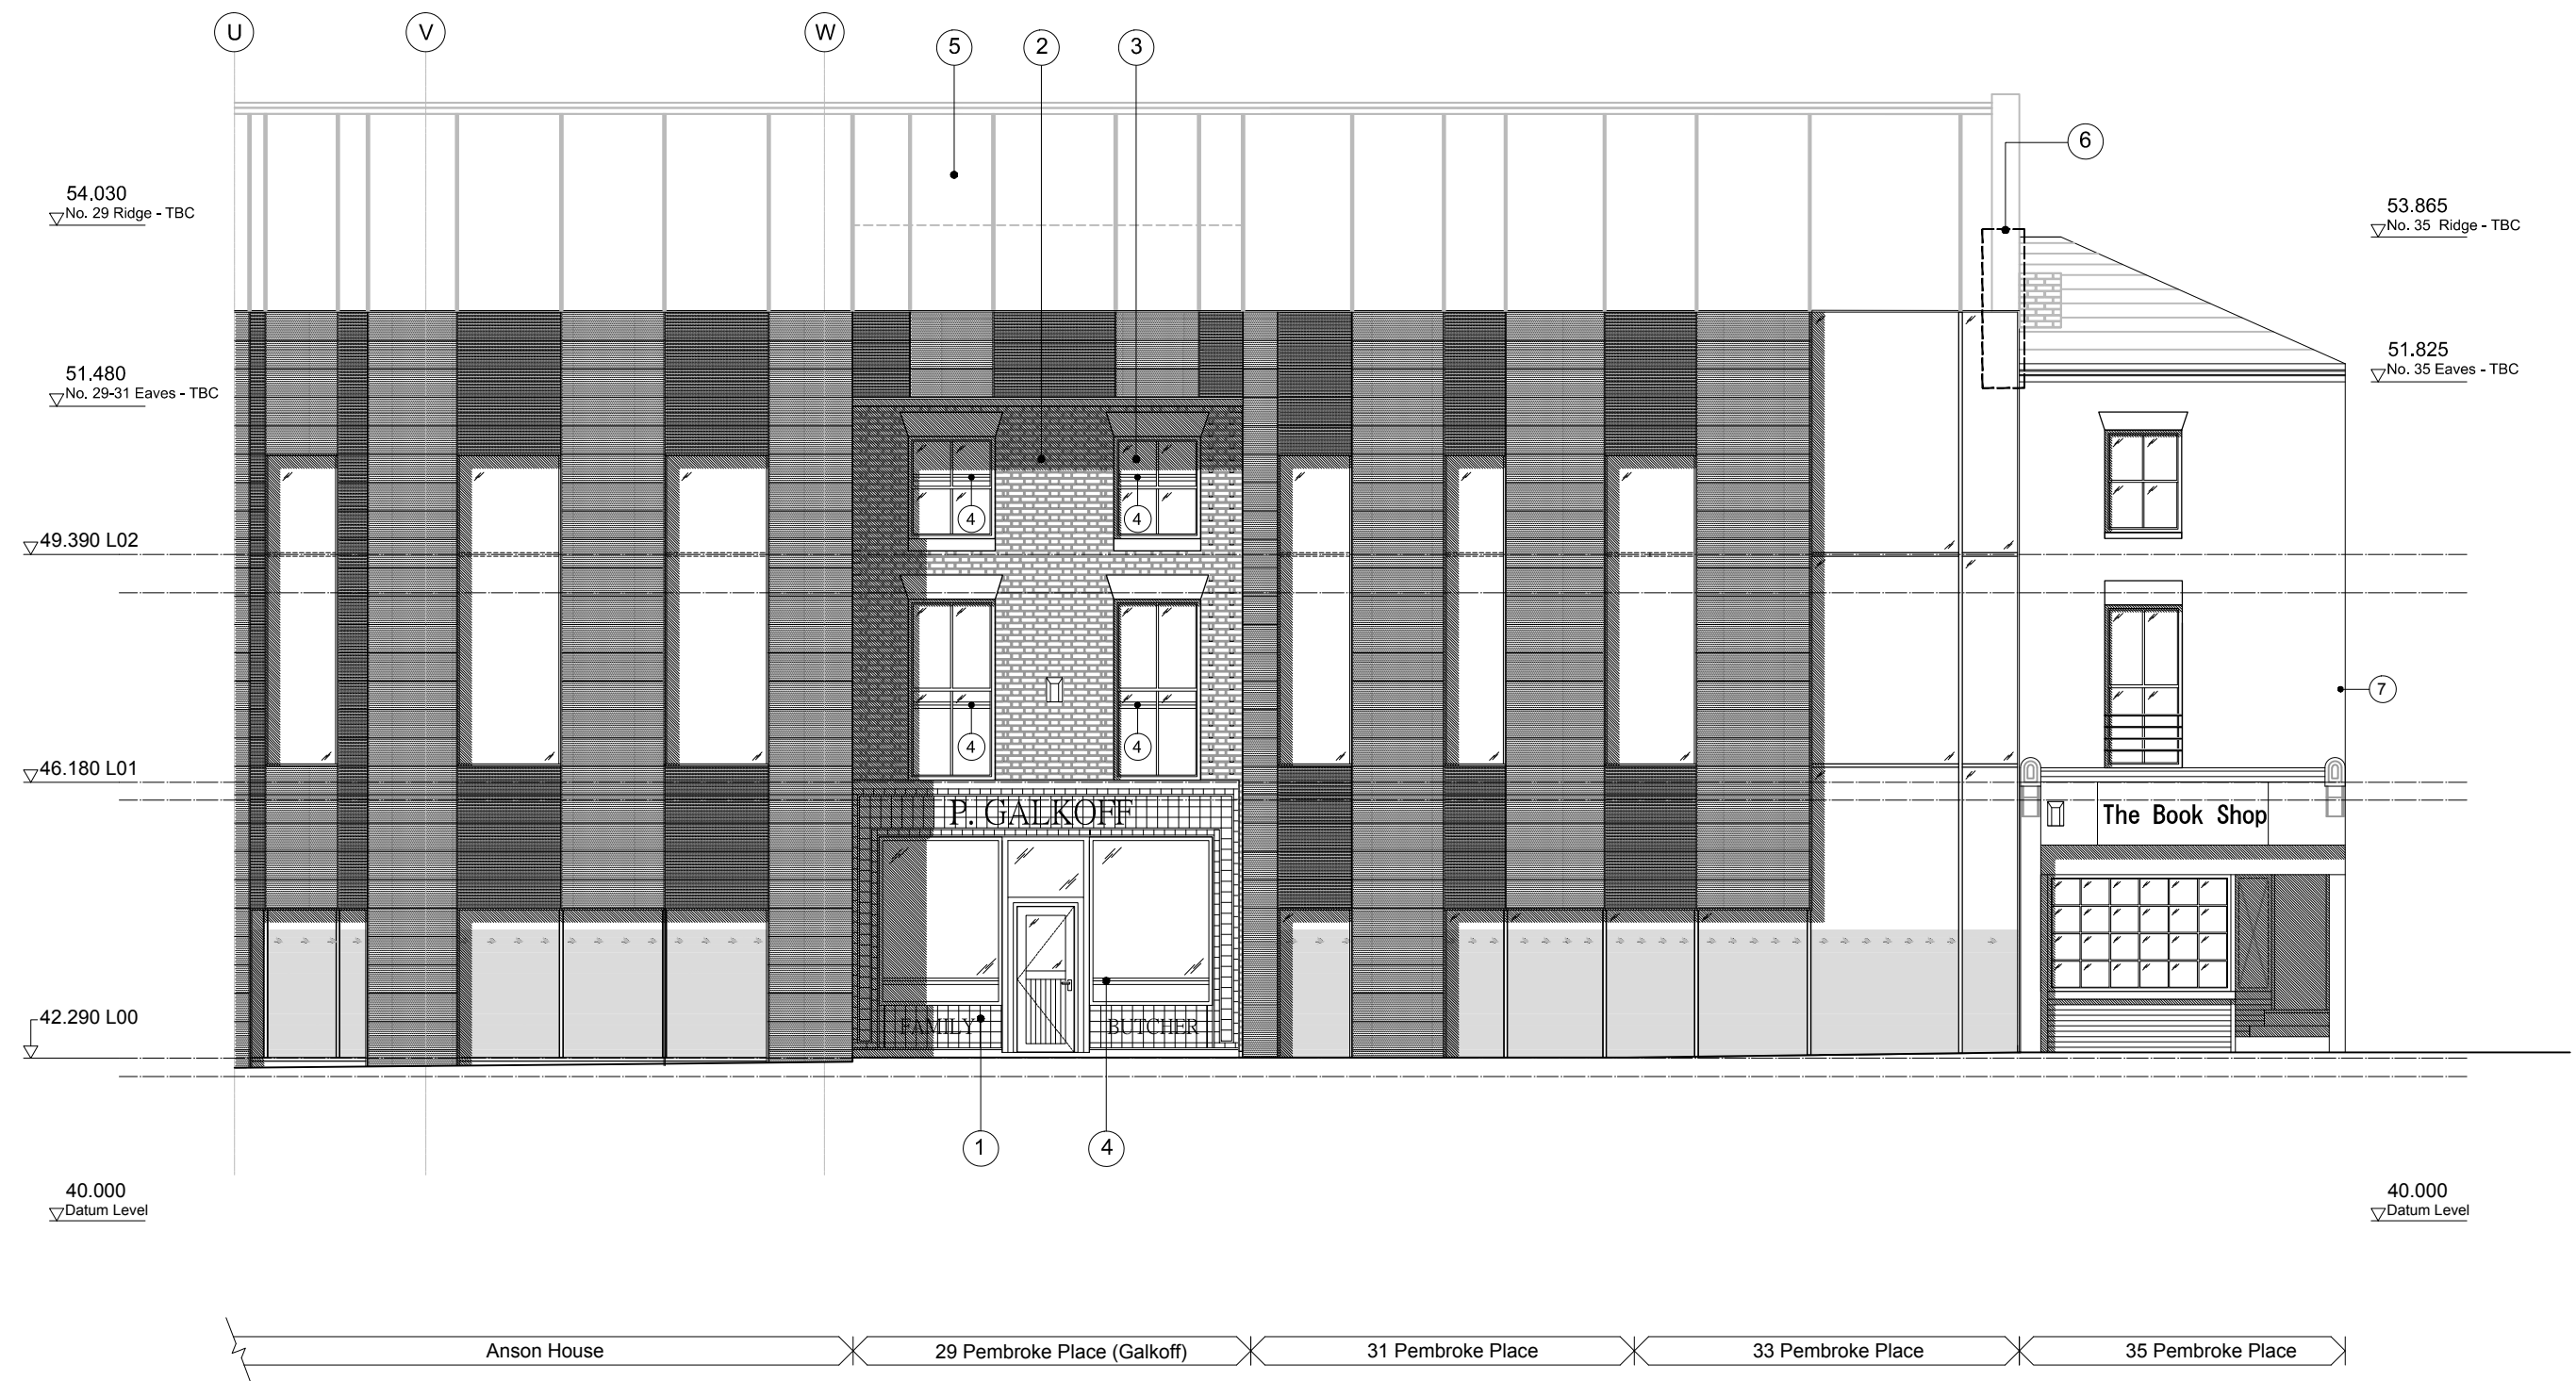 U
V
W
5
2
3
6
54.030
No. 29 Ridge - TBC
53.865
No. 35 Ridge - TBC
51.480
No. 29-31 Eaves - TBC
51.825
No. 35 Eaves - TBC
4
4
49.390 L02
7
4
4
46.180 L01
P. GALKOFF
The Book Shop
42.290 L00
FAMILY
BUTCHER
1
4
40.000
Datum Level
40.000
Datum Level
Anson House
29 Pembroke Place (Galkoff)
31 Pembroke Place
33 Pembroke Place
35 Pembroke Place